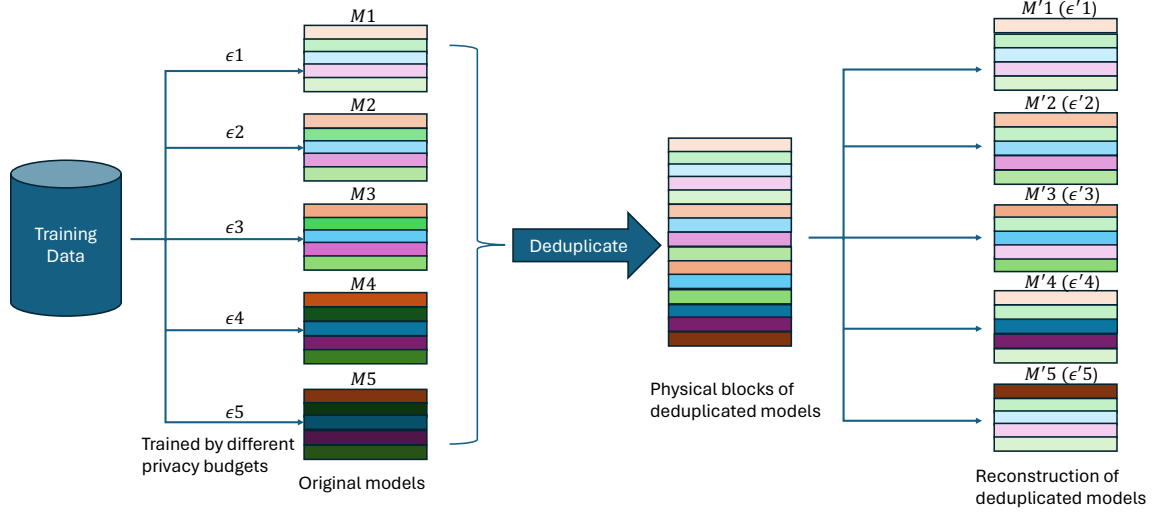 Training
Data
𝜖1
𝜖2
𝜖3
𝜖4
𝜖5
Trained by different
privacy budgets
M1
M2
M3
M4
M5
Original models
Deduplicate
Physical blocks of
deduplicated models
M′1 (𝜖′1)
M′2 (𝜖′2)
M′3 (𝜖′3)
M′4 (𝜖′4)
M′5 (𝜖′5)
Reconstruction of
deduplicated models